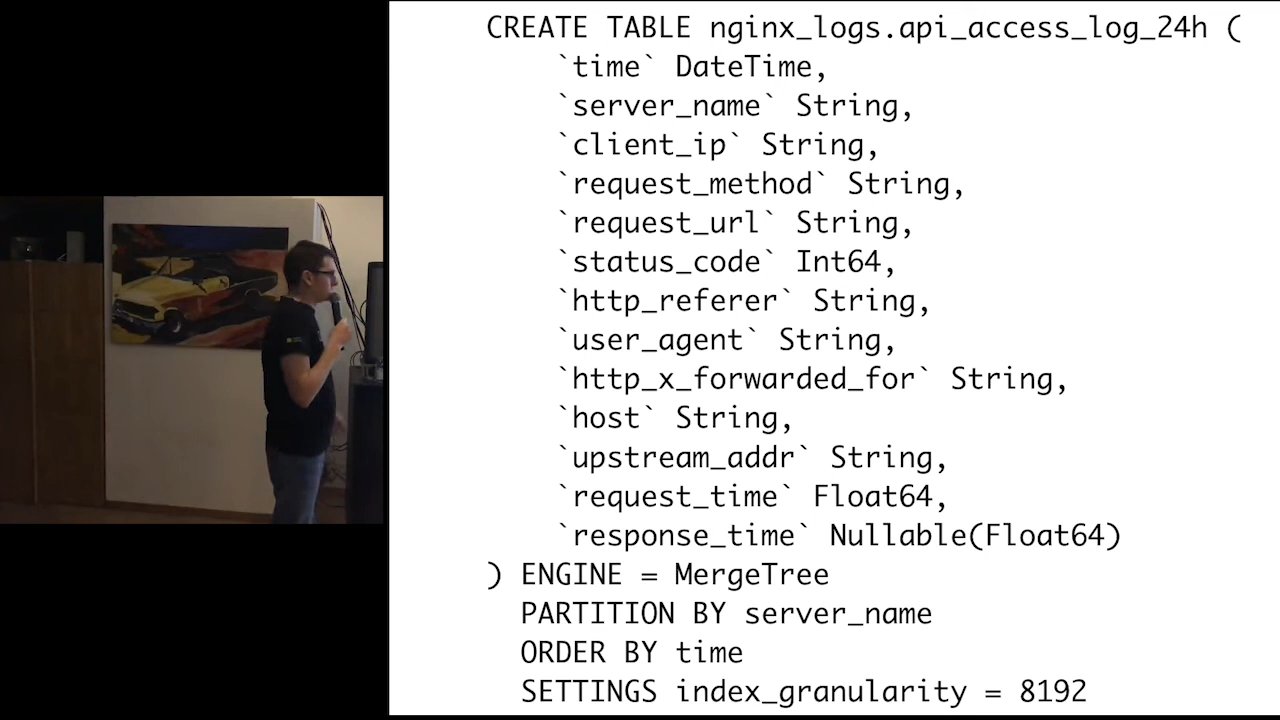 CREATE TABLE nginx_logs.api_access_log_24h (
`time` DateTime,
`server_name` String,
`client_ip` String,
`request_method` String,
`request_url` String,
`status_code` Int64,
`http_referer` String,
`user_agent` String,
`http_x_forwarded_for` String,
`host` String,
`upstream_addr` String,
`request_time` Float64,
`response_time` Nullable(Float64)
) ENGINE = MergeTree
PARTITION BY server_name
ORDER BY time
SETTINGS index_granularity = 8192